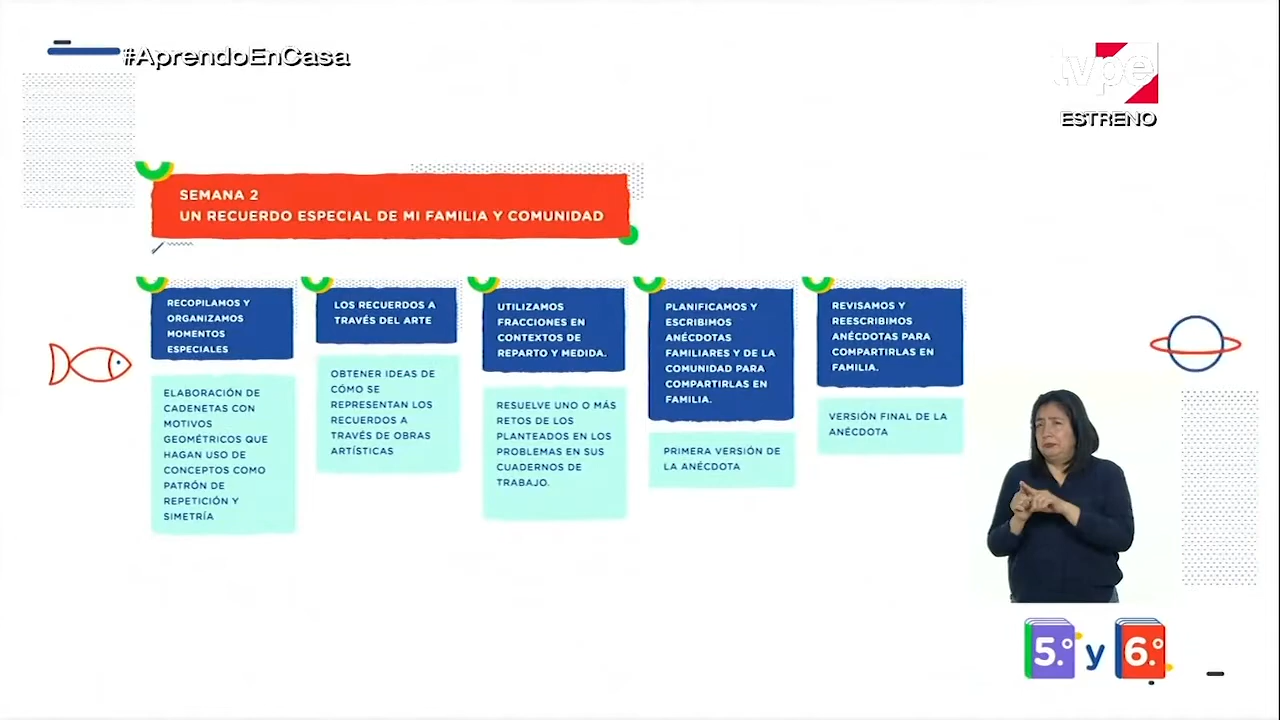 #AprendoEnCasa
tvpe
ESTRENO
SEMANA 2
UN RECUERDO ESPECIAL DE MI FAMILIA Y COMUNIDAD
RECOPILAMOS Y
ORGANIZAMOS
MOMENTOS
ESPECIALES
ELABORACIÓN DE
CADENETAS CON
MOTIVOS
GEOMÉTRICOS QUE
HAGAN USO DE
CONCEPTOS COMO
PATRÓN DE
REPETICIÓN Y
SIMETRÍA
LOS RECUERDOS A
TRAVÉS DEL ARTE
OBTENER IDEAS DE
CÓMO SE
REPRESENTAN LOS
RECUERDOS A
TRAVÉS DE OBRAS
ARTÍSTICAS
UTILIZAMOS
FRACCIONES EN
CONTEXTOS DE
REPARTO Y MEDIDA.
RESUELVE UNO O MÁS
RETOS DE LOS
PLANTEADOS EN LOS
PROBLEMAS EN SUS
CUADERNOS DE
TRABAJO.
PLANIFICAMOS Y
ESCRIBIMOS
ANÉCDOTAS
FAMILIARES Y DE LA
COMUNIDAD PARA
COMPARTIRLAS EN
FAMILIA.
PRIMERA VERSIÓN DE
LA ANÉCDOTA
REVISAMOS Y
REESCRIBIMOS
ANÉCDOTAS PARA
COMPARTIRLAS EN
FAMILIA.
VERSIÓN FINAL DE LA
ANÉCDOTA
5.° y 6.°